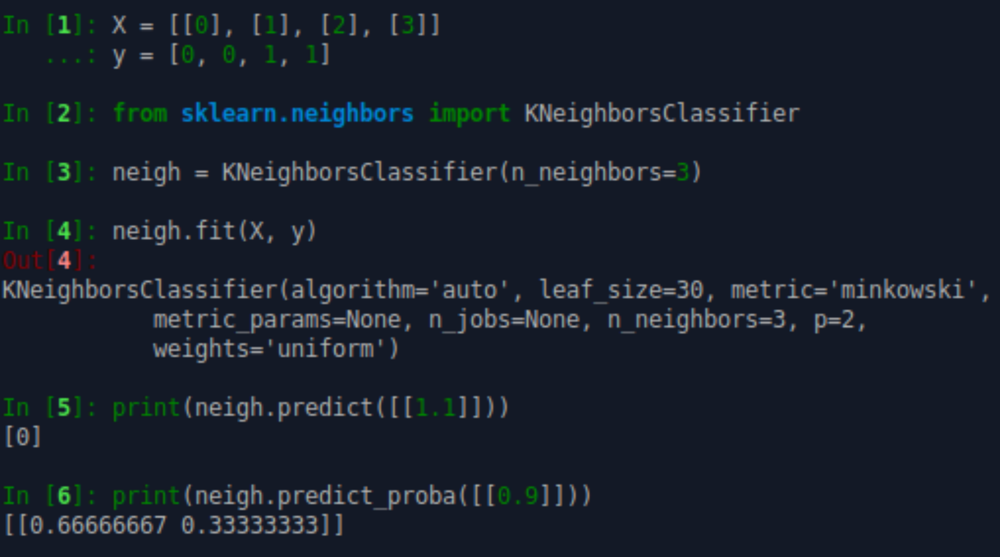 In [1]: X = [[0], [1], [2], [3]]
   ...: y = [0, 0, 1, 1]
In [2]: from sklearn.neighbors import KNeighborsClassifier
In [3]: neigh = KNeighborsClassifier(n_neighbors=3)
In [4]: neigh.fit(X, y)
Out[4]:
KNeighborsClassifier(algorithm='auto', leaf_size=30, metric='minkowski',
           metric_params=None, n_jobs=None, n_neighbors=3, p=2,
           weights='uniform')
In [5]: print(neigh.predict([[1.1]]))
[0]
In [6]: print(neigh.predict_proba([[0.9]]))
[[0.66666667 0.33333333]]